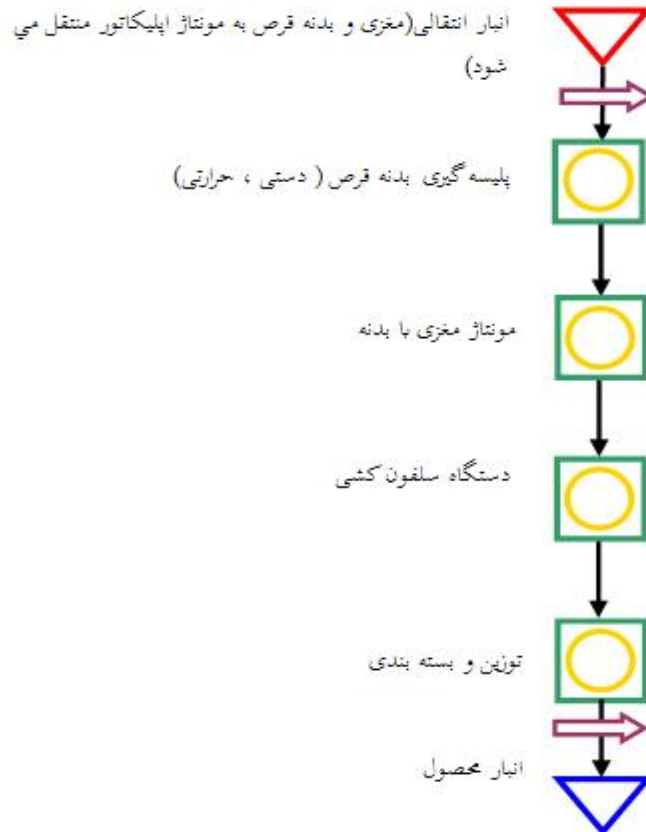 انبار انتقالی(مغزی و بدنه قرص به مونتاژ اپلیکاتور منتقل مي
شود)
پلیسه گیری بدنه قرص ( دستی ، حرارتی)
مونتاژ مغزی با بدنه
دستگاه سلفون کشی
توزین و بسته بندی
انبار محصول